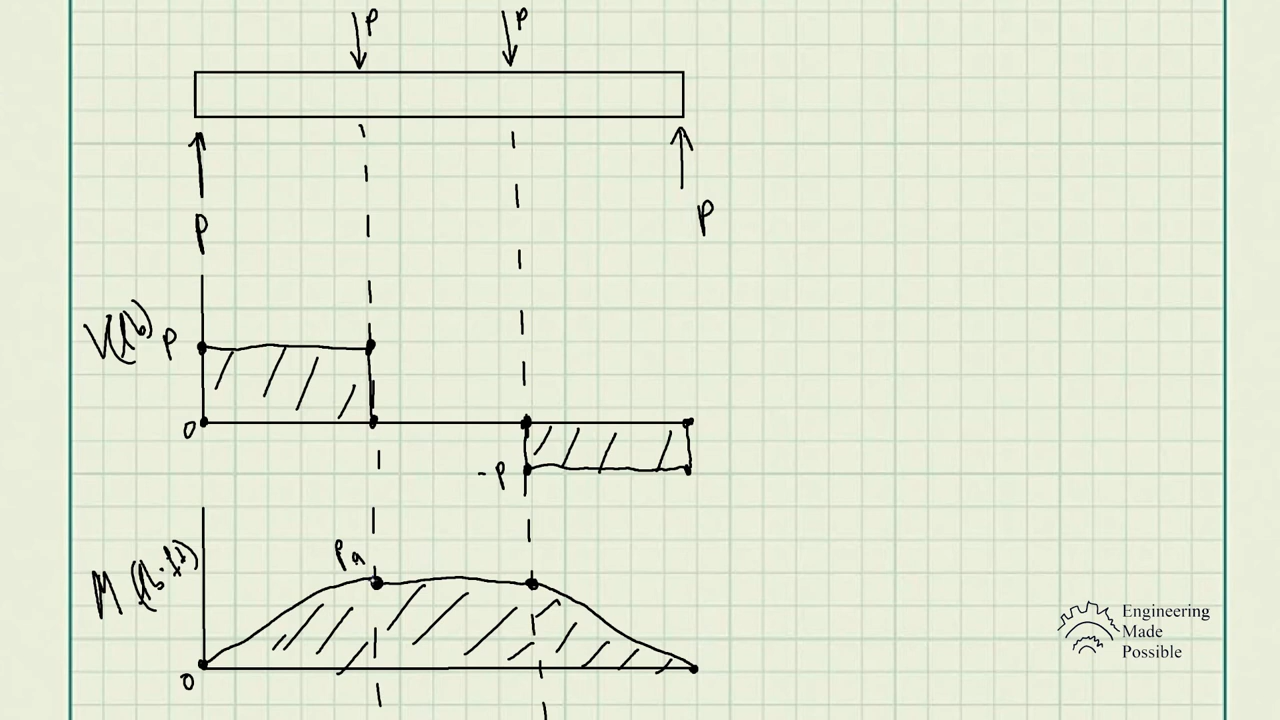 P P
P
P
V(lb) P
0
-P
Pa
M (lb·ft)
0
Engineering
Made
Possible